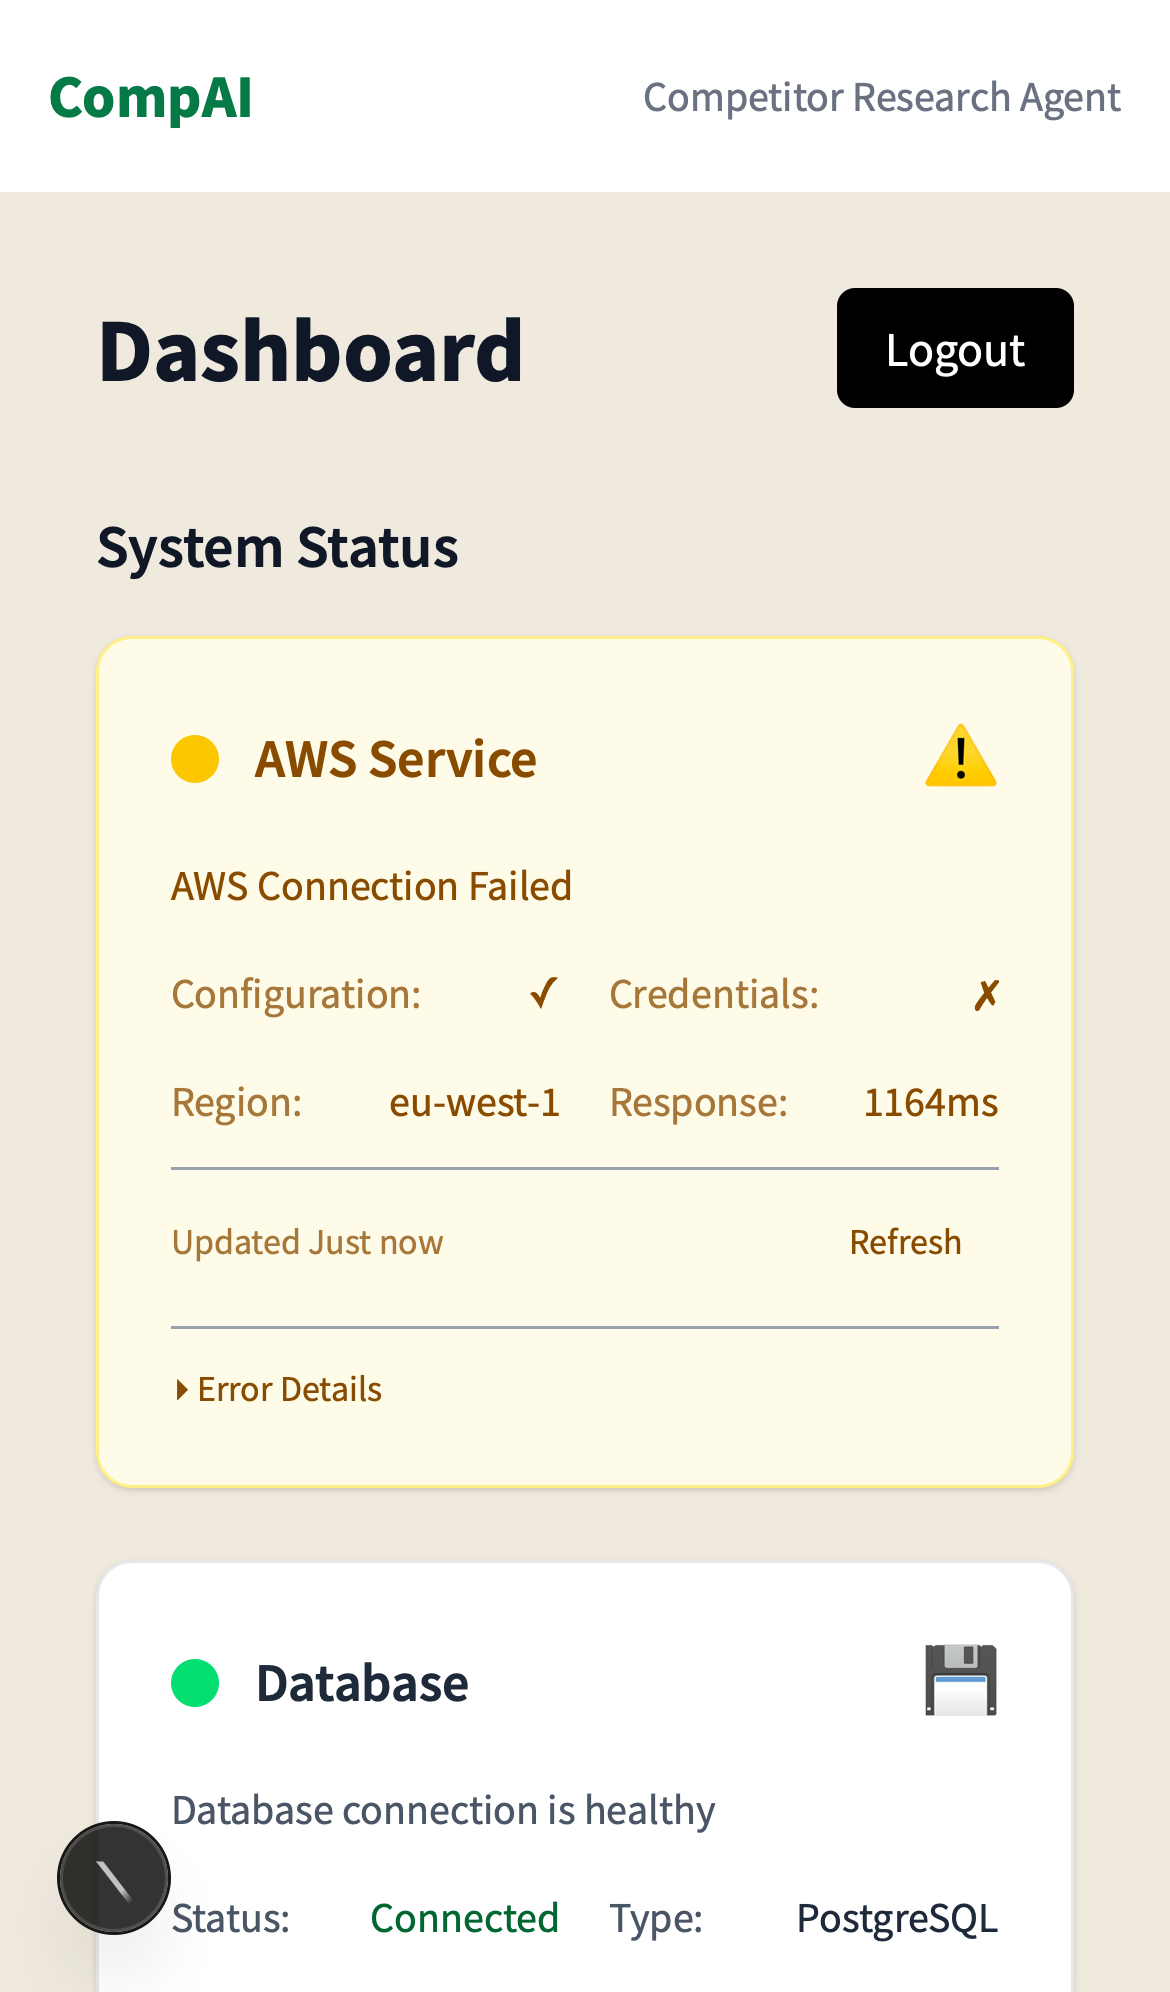 CompAI
Competitor Research Agent
Dashboard
Logout
System Status
AWS Service
AWS Connection Failed
Configuration: ✓ Credentials: ✗
Region: eu-west-1 Response: 1164ms
Updated Just now Refresh
Error Details
Database
Database connection is healthy
Status: Connected Type: PostgreSQL